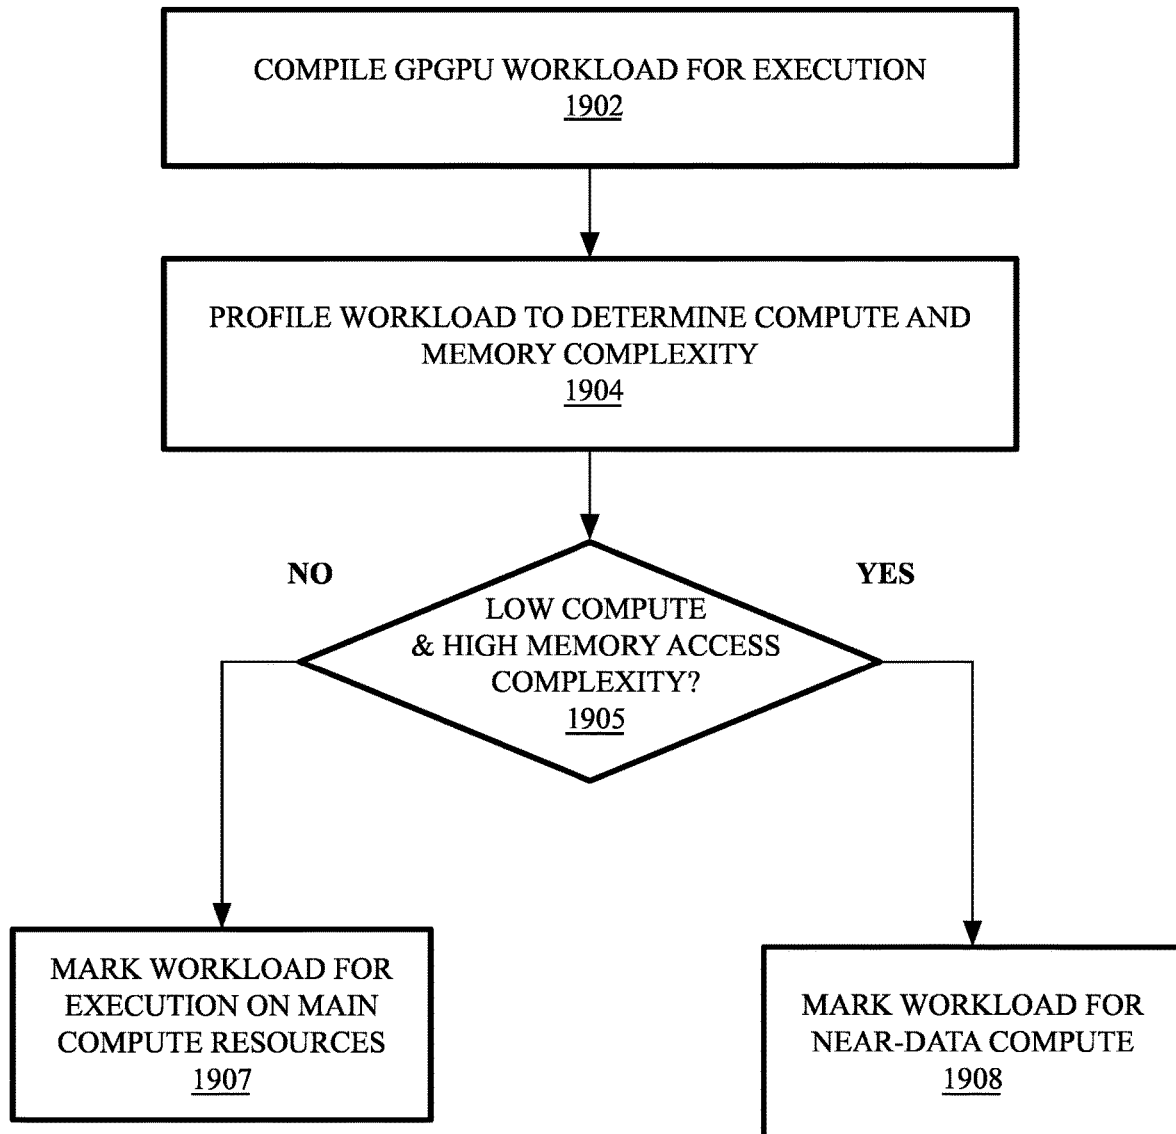 COMPILE GPGPU WORKLOAD FOR EXECUTION
1902
PROFILE WORKLOAD TO DETERMINE COMPUTE AND
MEMORY COMPLEXITY
1904
NO
YES
LOW COMPUTE
& HIGH MEMORY ACCESS
COMPLEXITY?
1905
MARK WORKLOAD FOR
EXECUTION ON MAIN
COMPUTE RESOURCES
1907
MARK WORKLOAD FOR
NEAR-DATA COMPUTE
1908